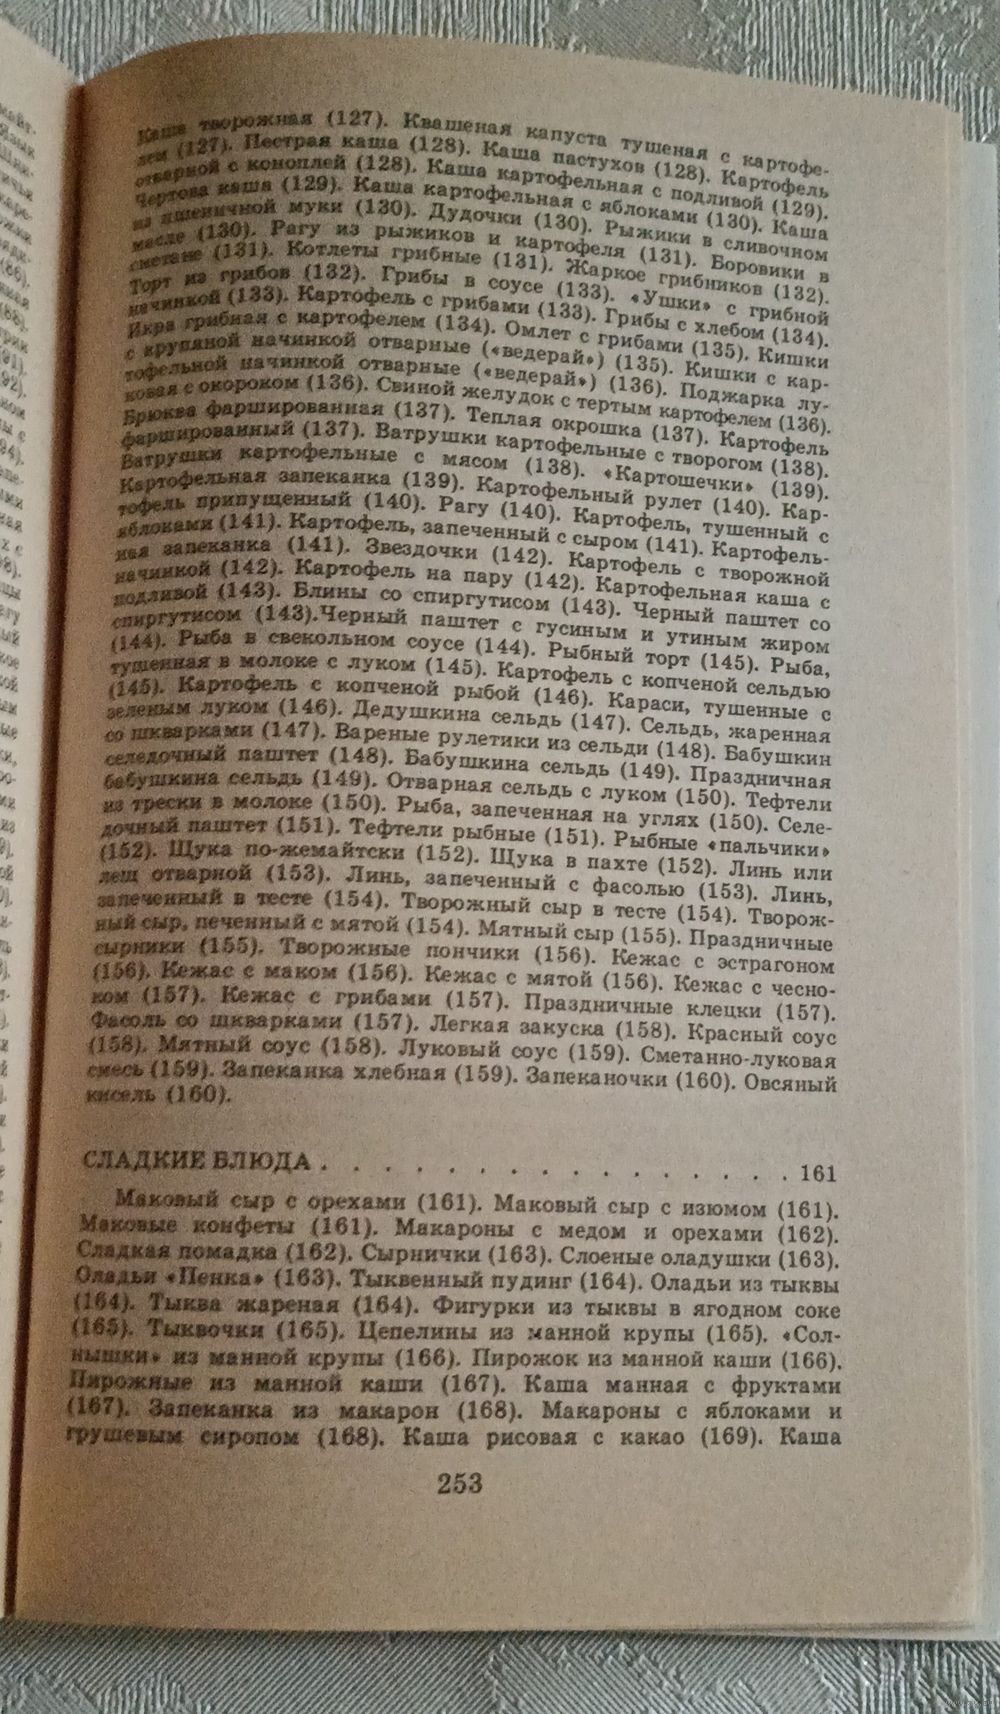 Каша творожная (127). Квашеная капуста тушеная с картофе-
лем (127). Пестрая каша (128). Каша пастухов (128). Картофель
отварной с коноплей (128). Каша картофельная с подливой (129).
Чертова каша (129). Каша картофельная с яблоками (130). Каша
из пшеничной муки (130). Дудочки (130). Рыжики в сливочном
масле (130). Рагу из рыжиков и картофеля (131). Боровики в
сметане (131). Котлеты грибные (131). Жаркое грибников (132).
Торт из грибов (132). Грибы в соусе (133). «Ушки» с грибной
начинкой (133). Картофель с грибами (133). Грибы с хлебом (134).
Икра грибная с картофелем (134). Омлет с грибами (135). Кишки
с крупяной начинкой отварные («ведерай») (135). Кишки с кар-
тофельной начинкой отварные («ведерай») (136). Поджарка лу-
ковая с окороком (136). Свиной желудок с тертым картофелем (136).
Брюква фаршированная (137). Теплая окрошка (137). Картофель
фаршированный (137). Ватрушки картофельные с творогом (138).
Ватрушки картофельные с мясом (138). «Картошечки» (139).
Картофельная запеканка (139). Картофельный рулет (140). Кар-
тофель припущенный (140). Рагу (140). Картофель, тушенный с
яблоками (141). Картофель, запеченный с сыром (141). Картофель-
ная запеканка (141). Звездочки (142). Картофель с творожной
начинкой (142). Картофель на пару (142). Картофельная каша с
подливой (143). Блины со спиргутисом (143). Черный паштет со
спиргутисом (143).Черный паштет с гусиным и утиным жиром
(144). Рыба в свекольном соусе (144). Рыбный торт (145). Рыба,
тушенная в молоке с луком (145). Картофель с копченой сельдью
(145). Картофель с копченой рыбой (146). Караси, тушенные с
зеленым луком (146). Дедушкина сельдь (147). Сельдь, жаренная
со шкварками (147). Вареные рулетики из сельди (148). Бабушкин
селедочный паштет (148). Бабушкина сельдь (149). Праздничная
бабушкина сельдь (149). Отварная сельдь с луком (150). Тефтели
из трески в молоке (150). Рыба, запеченная на углях (150). Селе-
дочный паштет (151). Тефтели рыбные (151). Рыбные «пальчики»
(152). Щука по-жемайтски (152). Щука в пахте (152). Линь или
лещ отварной (153). Линь, запеченный с фасолью (153). Линь,
запеченный в тесте (154). Творожный сыр в тесте (154). Творож-
ный сыр, печенный с мятой (154). Мятный сыр (155). Праздничные
сырники (155). Творожные пончики (156). Кежас с эстрагоном
(156). Кежас с маком (156). Кежас с мятой (156). Кежас с чесно-
ком (157). Кежас с грибами (157). Праздничные клецки (157).
Фасоль со шкварками (157). Легкая закуска (158). Красный соус
(158). Мятный соус (158). Луковый соус (159). Сметанно-луковая
смесь (159). Запеканка хлебная (159). Запеканочки (160). Овсяный
кисель (160).
СЛАДКИЕ БЛЮДА . . . . . . . . . . . . . . . . 161
Маковый сыр с орехами (161). Маковый сыр с изюмом (161).
Маковые конфеты (161). Макароны с медом и орехами (162).
Сладкая помадка (162). Сырнички (163). Слоеные оладушки (163).
Оладьи «Пенка» (163). Тыквенный пудинг (164). Оладьи из тыквы
(164). Тыква жареная (164). Фигурки из тыквы в ягодном соке
(165). Тыквочки (165). Цепелины из манной крупы (165). «Сол-
нышки» из манной крупы (166). Пирожок из манной каши (166).
Пирожные из манной каши (167). Каша манная с фруктами
(167). Запеканка из макарон (168). Макароны с яблоками и
грушевым сиропом (168). Каша рисовая с какао (169). Каша
253